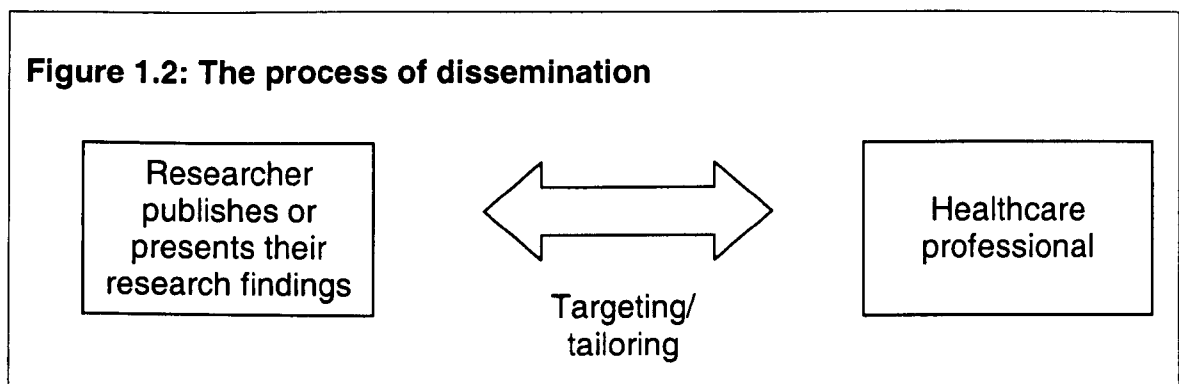 Figure 1.2: The process of dissemination
Researcher
publishes or
presents their
research findings
Targeting/
tailoring
Healthcare
professional